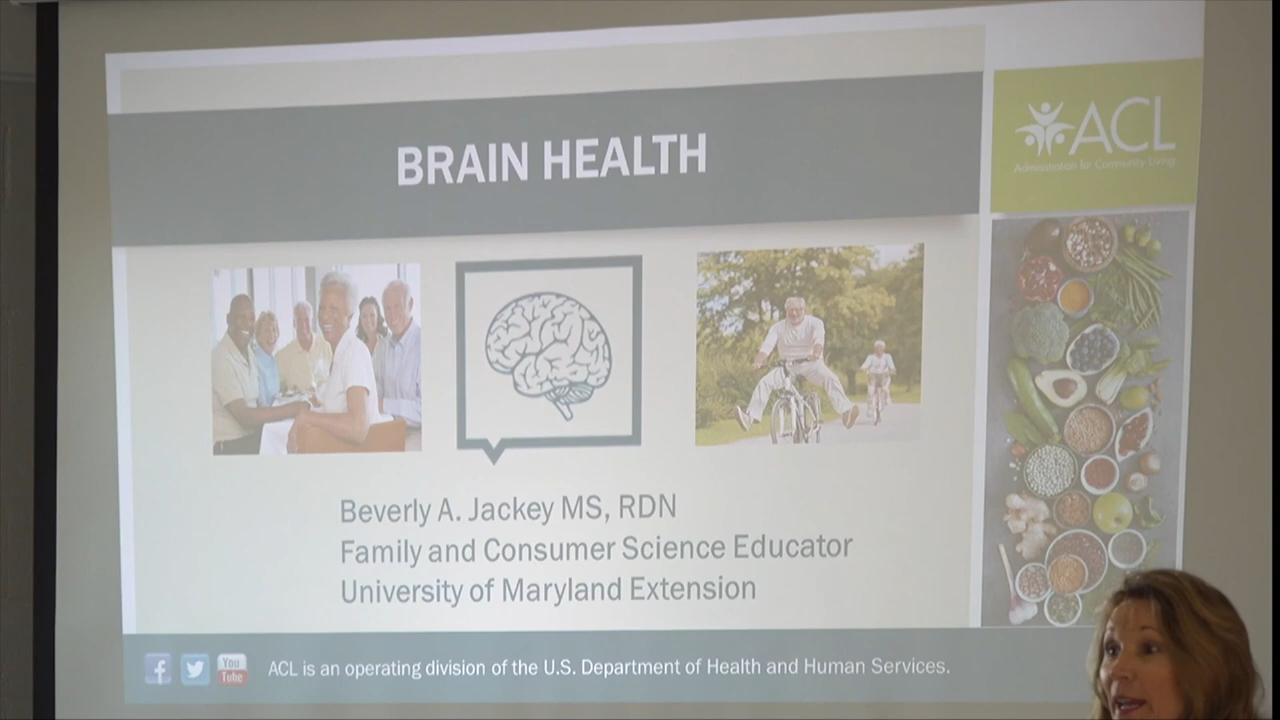 BRAIN HEALTH
ACL
Administration for Community Living
Beverly A. Jackey MS, RDN
Family and Consumer Science Educator
University of Maryland Extension
f
You
Tube
ACL is an operating division of the U.S. Department of Health and Human Services.